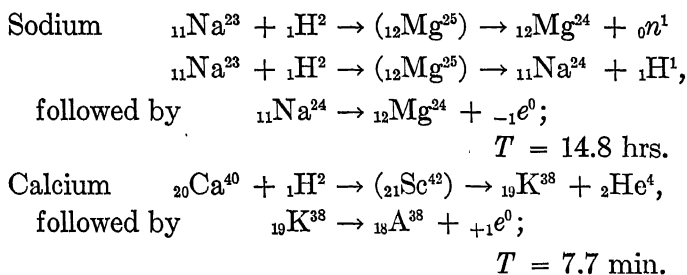 Sodium ₁₁Na²³ + ₁H² → (₁₂Mg²⁵) → ₁₂Mg²⁴ + ₀n¹
₁₁Na²³ + ₁H² → (₁₂Mg²⁵) → ₁₁Na²⁴ + ₁H¹,
followed by ₁₁Na²⁴ → ₁₂Mg²⁴ + ₋₁e⁰;
T = 14.8 hrs.
Calcium ₂₀Ca⁴⁰ + ₁H² → (₂₁Sc⁴²) → ₁₉K³⁸ + ₂He⁴,
followed by ₁₉K³⁸ → ₁₈A³⁸ + ₊₁e⁰;
T = 7.7 min.